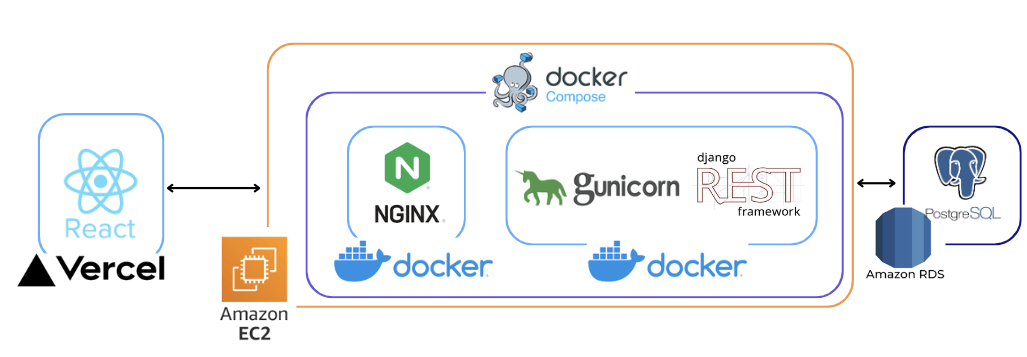 docker
Compose
React
Vercel
NGINX
gunicorn
django
REST
framework
docker
docker
PostgreSQL
Amazon RDS
Amazon
EC2